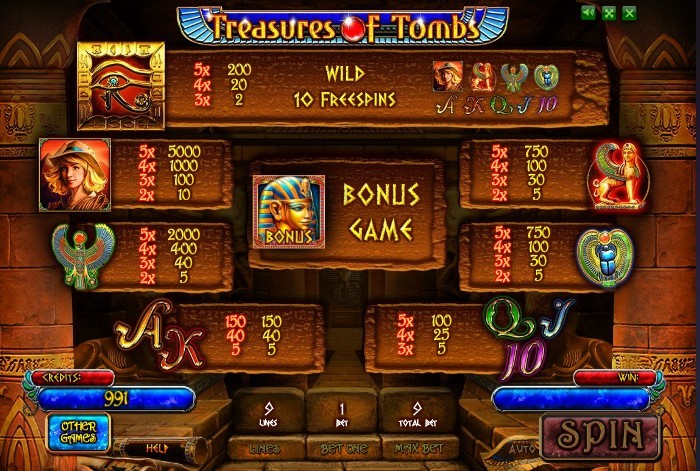 Treasures of Tombs
5x 200
4x 20
3x 2
WILD
10 FREESPINS
A K Q J 10
5x 5000
4x 1000
3x 100
2x 10
BONUS
BONUS
GAME
5x 750
4x 100
3x 30
2x 5
5x 2000
4x 400
3x 40
2x 5
5x 750
4x 100
3x 30
2x 5
A K
150 150
40 40
5 5
5x 100
4x 25
3x 5
Q J
10
CREDITS:
991
WIN:
9
LINES
1
BET
9
TOTAL BET
OTHER
GAMES
HELP
LINES
BET ONE
MAX BET
AUTO
SPIN